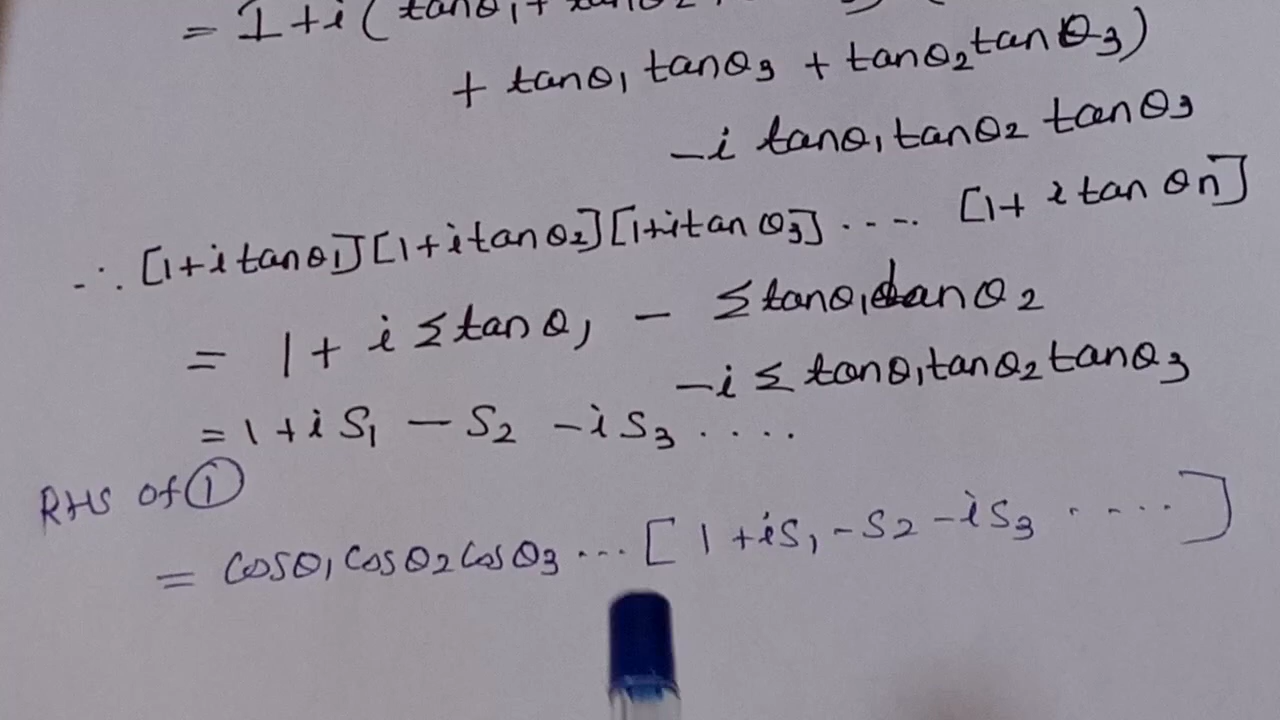 = 1 + i ( tanθ₁ +
+ tanθ₁ tanθ₃ + tanθ₂ tanθ₃)
- i tanθ₁ tanθ₂ tanθ₃
∴ [1+i tanθ₁][1+i tanθ₂][1+i tanθ₃] ..... [1+ i tan θn]
= 1 + i Σ tanθ₁ - Σ tanθ₁ tanθ₂
- i Σ tanθ₁ tanθ₂ tanθ₃
= 1 + i S₁ - S₂ - i S₃ ....
RHS of ①
= cosθ₁ cosθ₂ cosθ₃ ... [ 1 + i S₁ - S₂ - i S₃ ..... ]